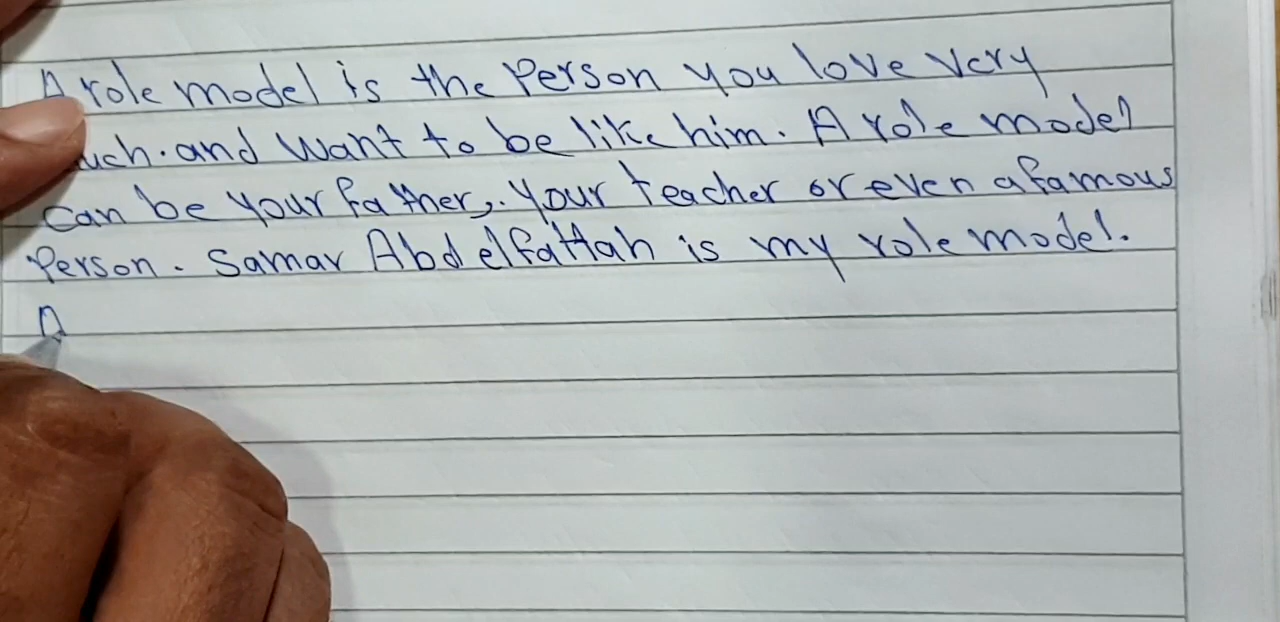 A role model is the Person you love very
uch. and want to be like him. A role model
can be your father,. your teacher or even a famous
Person. Samar Abdelfattah is my role model.
A